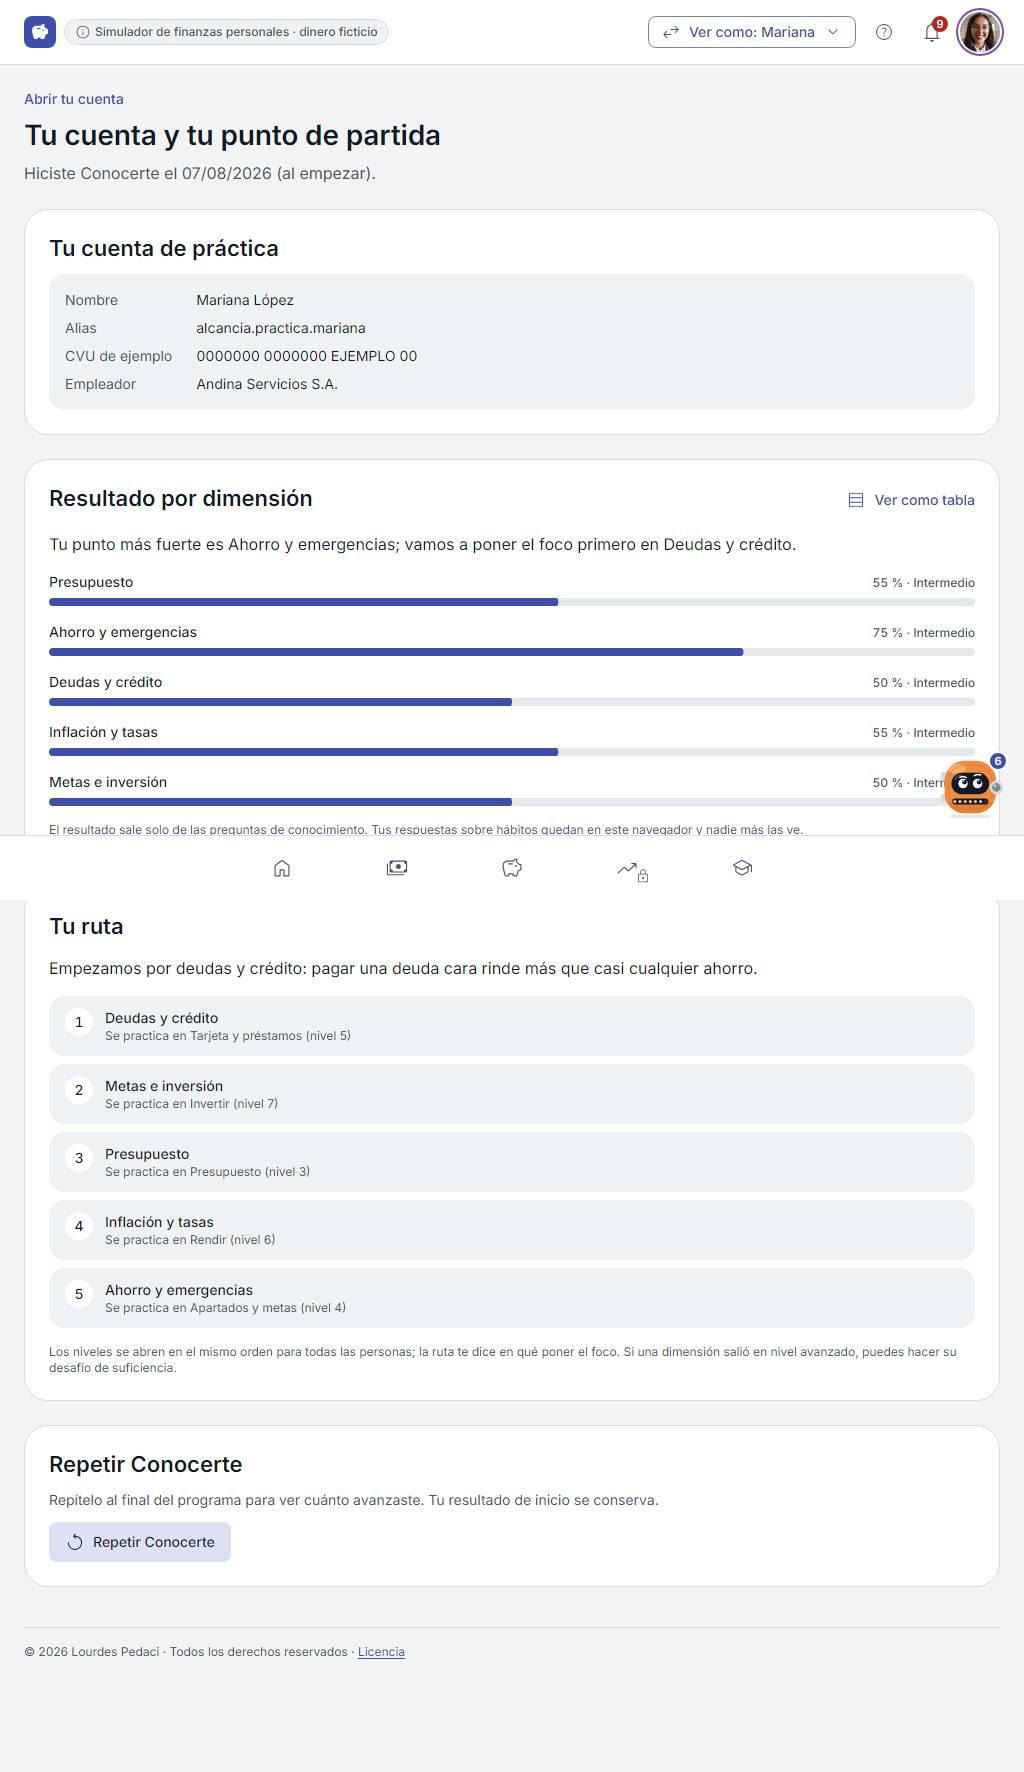 Simulador de finanzas personales · dinero ficticio
Ver como: Mariana
9
Abrir tu cuenta
Tu cuenta y tu punto de partida
Hiciste Conocerte el 07/08/2026 (al empezar).
Tu cuenta de práctica
Nombre Mariana López
Alias alcancia.practica.mariana
CVU de ejemplo 0000000 0000000 EJEMPLO 00
Empleador Andina Servicios S.A.
Resultado por dimensión
Ver como tabla
Tu punto más fuerte es Ahorro y emergencias; vamos a poner el foco primero en Deudas y crédito.
Presupuesto 55 % · Intermedio
Ahorro y emergencias 75 % · Intermedio
Deudas y crédito 50 % · Intermedio
Inflación y tasas 55 % · Intermedio
6
Metas e inversión 50 % ·
El resultado sale solo de las preguntas de conocimiento. Tus respuestas sobre hábitos quedan en este navegador y nadie más las ve.
Tu ruta
Empezamos por deudas y crédito: pagar una deuda cara rinde más que casi cualquier ahorro.
1 Deudas y crédito
Se practica en Tarjeta y préstamos (nivel 5)
2 Metas e inversión
Se practica en Invertir (nivel 7)
3 Presupuesto
Se practica en Presupuesto (nivel 3)
4 Inflación y tasas
Se practica en Rendir (nivel 6)
5 Ahorro y emergencias
Se practica en Apartados y metas (nivel 4)
Los niveles se abren en el mismo orden para todas las personas; la ruta te dice en qué poner el foco. Si una dimensión salió en nivel avanzado, puedes hacer su
desafío de suficiencia.
Repetir Conocerte
Repítelo al final del programa para ver cuánto avanzaste. Tu resultado de inicio se conserva.
Repetir Conocerte
© 2026 Lourdes Pedaci · Todos los derechos reservados · Licencia